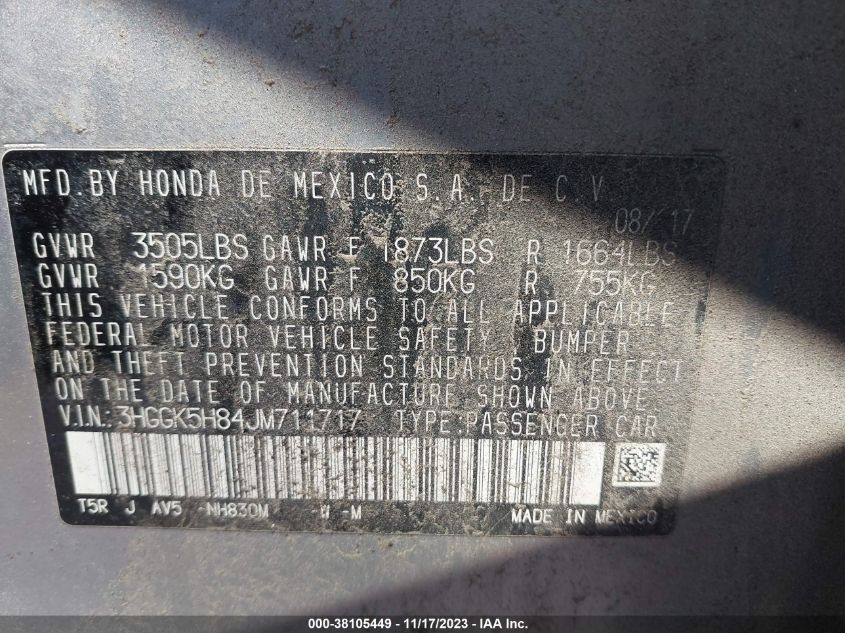 MFD. BY HONDA DE MEXICO S.A. DE C.V
08/17
GVWR 3505LBS GAWR F 1873LBS R 1664LBS
GVWR 1590KG GAWR F 850KG R 755KG
THIS VEHICLE CONFORMS TO ALL APPLICABLE
FEDERAL MOTOR VEHICLE SAFETY, BUMPER
AND THEFT PREVENTION STANDARDS IN EFFECT
ON THE DATE OF MANUFACTURE SHOWN ABOVE.
V.I.N.: 3HGGK5H84JM711717 TYPE:PASSENGER CAR
T5R J AV5 NH830M W -M MADE IN MEXICO
000-38105449 - 11/17/2023 - IAA Inc.